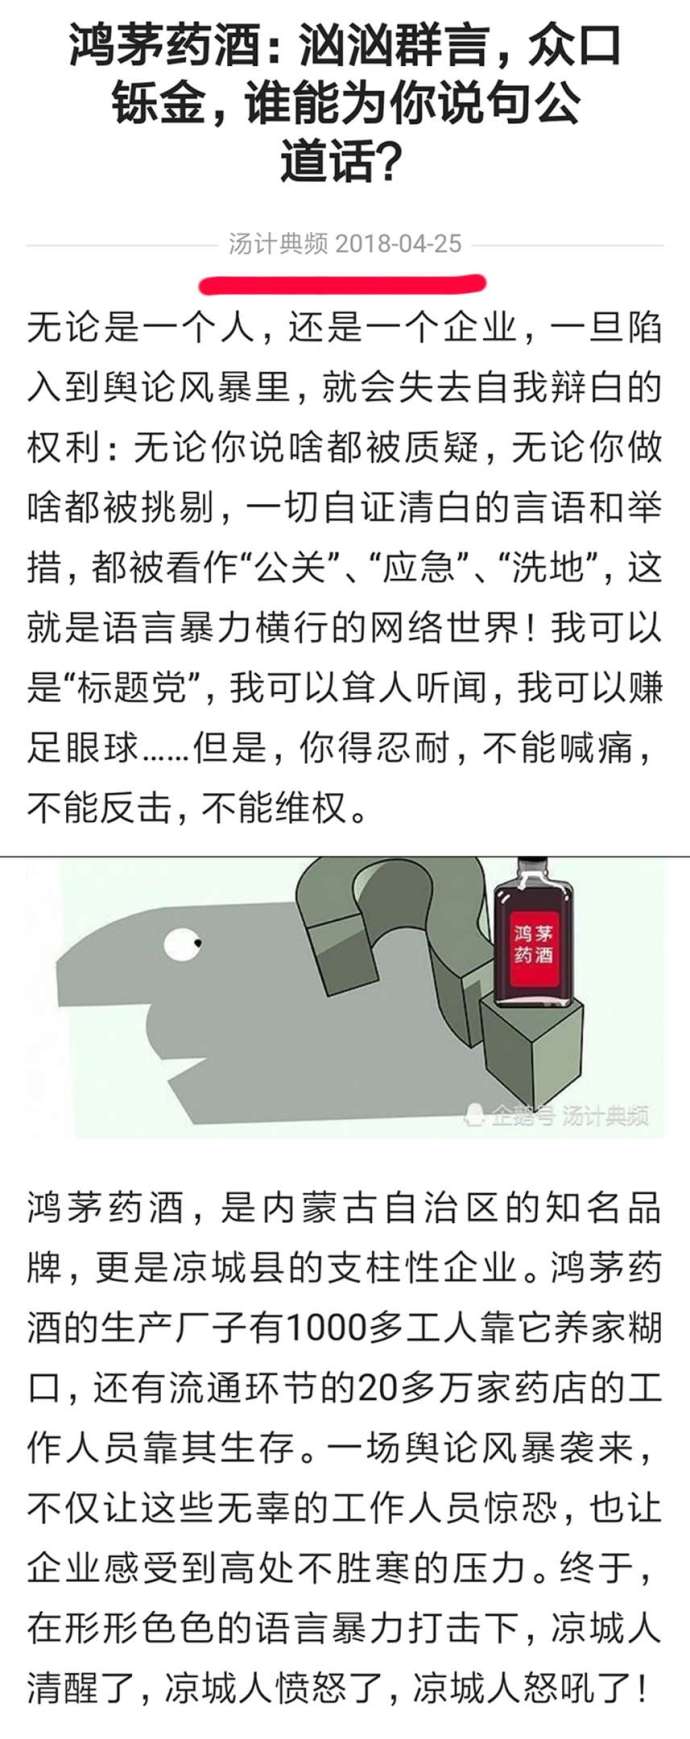 鸿茅药酒：汹汹群言，众口
铄金，谁能为你说句公
道话？
汤计典频 2018-04-25
无论是一个人，还是一个企业，一旦陷
入到舆论风暴里，就会失去自我辩白的
权利：无论你说啥都被质疑，无论你做
啥都被挑剔，一切自证清白的言语和举
措，都被看作“公关”、“应急”、“洗地”，这
就是语言暴力横行的网络世界！我可以
是“标题党”，我可以耸人听闻，我可以赚
足眼球……但是，你得忍耐，不能喊痛，
不能反击，不能维权。
鸿茅
药酒
企鹅号 汤计典频
鸿茅药酒，是内蒙古自治区的知名品
牌，更是凉城县的支柱性企业。鸿茅药
酒的生产厂子有1000多工人靠它养家糊
口，还有流通环节的20多万家药店的工
作人员靠其生存。一场舆论风暴袭来，
不仅让这些无辜的工作人员惊恐，也让
企业感受到高处不胜寒的压力。终于，
在形形色色的语言暴力打击下，凉城人
清醒了，凉城人愤怒了，凉城人怒吼了！